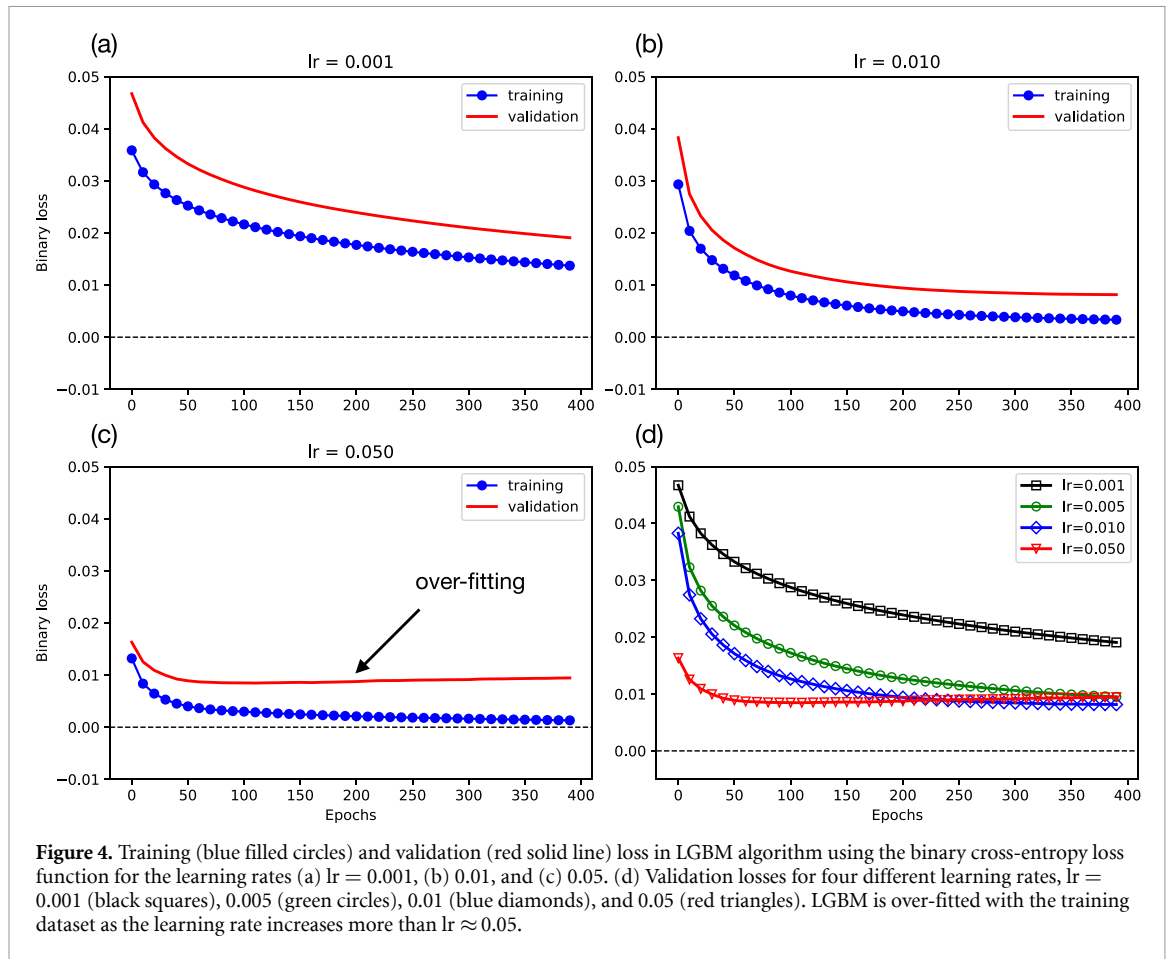 (a)
lr = 0.001
0.05
0.04
0.03
0.02
0.01
0.00
−0.01
Binary loss
training
validation
0 50 100 150 200 250 300 350 400
(b)
lr = 0.010
0.05
0.04
0.03
0.02
0.01
0.00
−0.01
training
validation
0 50 100 150 200 250 300 350 400
(c)
lr = 0.050
0.05
0.04
0.03
0.02
0.01
0.00
−0.01
Binary loss
training
validation
over-fitting
0 50 100 150 200 250 300 350 400
Epochs
(d)
0.05
0.04
0.03
0.02
0.01
0.00
lr=0.001
lr=0.005
lr=0.010
lr=0.050
0 50 100 150 200 250 300 350 400
Epochs
Figure 4. Training (blue filled circles) and validation (red solid line) loss in LGBM algorithm using the binary cross-entropy loss
function for the learning rates (a) lr = 0.001, (b) 0.01, and (c) 0.05. (d) Validation losses for four different learning rates, lr =
0.001 (black squares), 0.005 (green circles), 0.01 (blue diamonds), and 0.05 (red triangles). LGBM is over-fitted with the training
dataset as the learning rate increases more than lr ≈ 0.05.